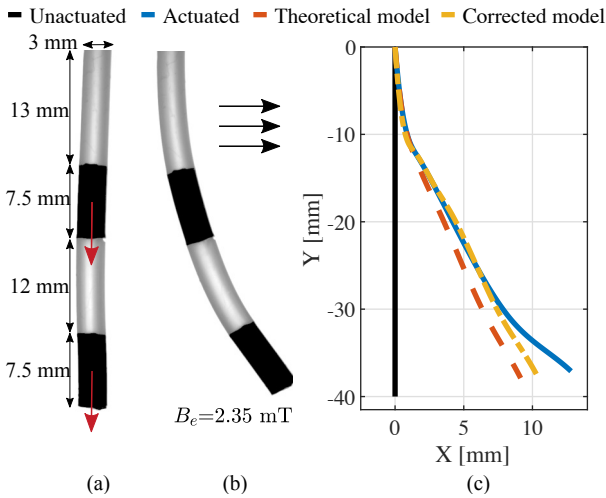 Unactuated Actuated Theoretical model Corrected model
3 mm
13 mm
7.5 mm
12 mm
7.5 mm
B_e=2.35 mT
0
-10
-20
-30
-40
Y [mm]
0 5 10
X [mm]
(a) (b) (c)